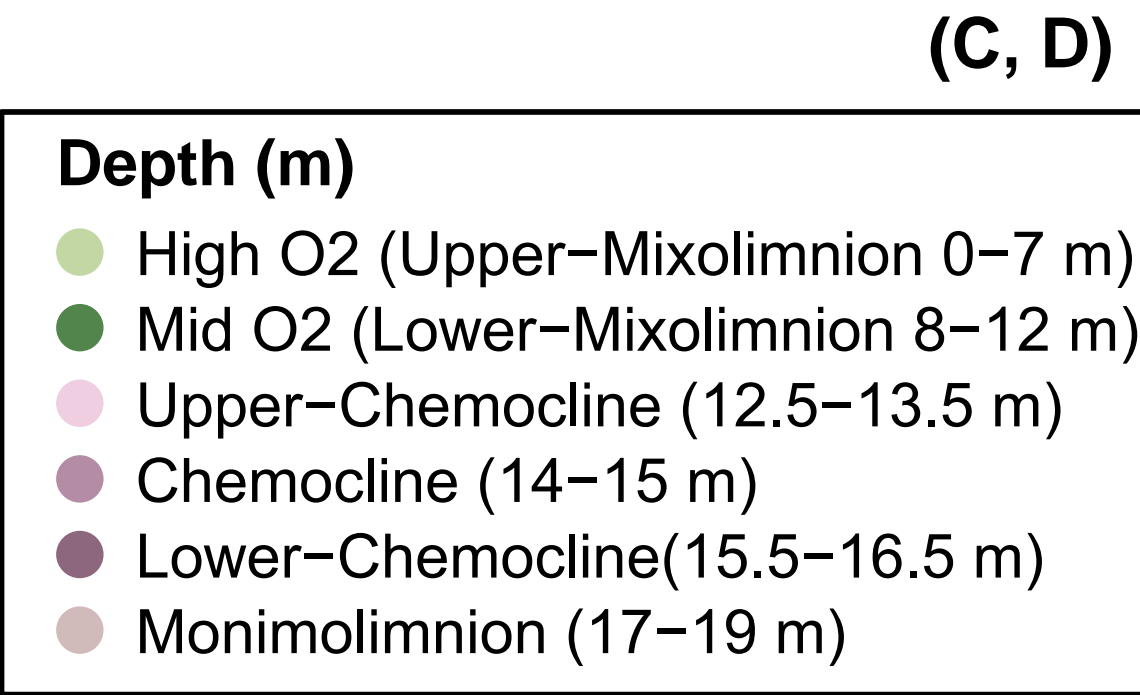 (C, D)
Depth (m)
High O2 (Upper−Mixolimnion 0−7 m)
Mid O2 (Lower−Mixolimnion 8−12 m)
Upper−Chemocline (12.5−13.5 m)
Chemocline (14−15 m)
Lower−Chemocline(15.5−16.5 m)
Monimolimnion (17−19 m)